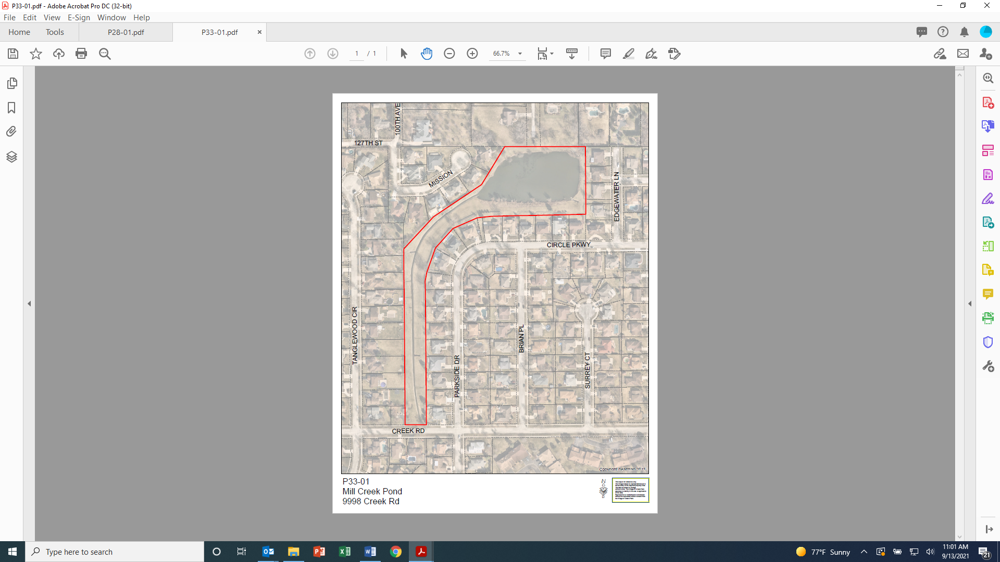 P33-01.pdf - Adobe Acrobat Pro DC (32-bit)
File Edit View E-Sign Window Help
Home Tools P28-01.pdf P33-01.pdf
1 / 1 66.7%
100TH AVE
127TH ST
MISSION
EDGEWATER LN
CIRCLE PKWY
TANGLEWOOD CIR
BRIAN PL
PARKSIDE DR
SURREY CT
CREEK RD
Copyright nearmap 2015
P33-01
Mill Creek Pond
9998 Creek Rd
N
Type here to search
77°F Sunny
11:01 AM
9/13/2021
21